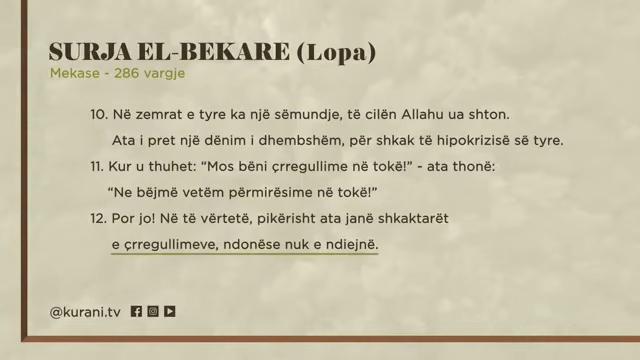 SURJA EL-BEKARE (Lopa)
Mekase - 286 vargje
10. Në zemrat e tyre ka një sëmundje, të cilën Allahu ua shton.
Ata i pret një dënim i dhembshëm, për shkak të hipokrizisë së tyre.
11. Kur u thuhet: “Mos bëni çrregullime në tokë!” - ata thonë:
“Ne bëjmë vetëm përmirësime në tokë!”
12. Por jo! Në të vërtetë, pikërisht ata janë shkaktarët
e çrregullimeve, ndonëse nuk e ndiejnë.
@kurani.tv